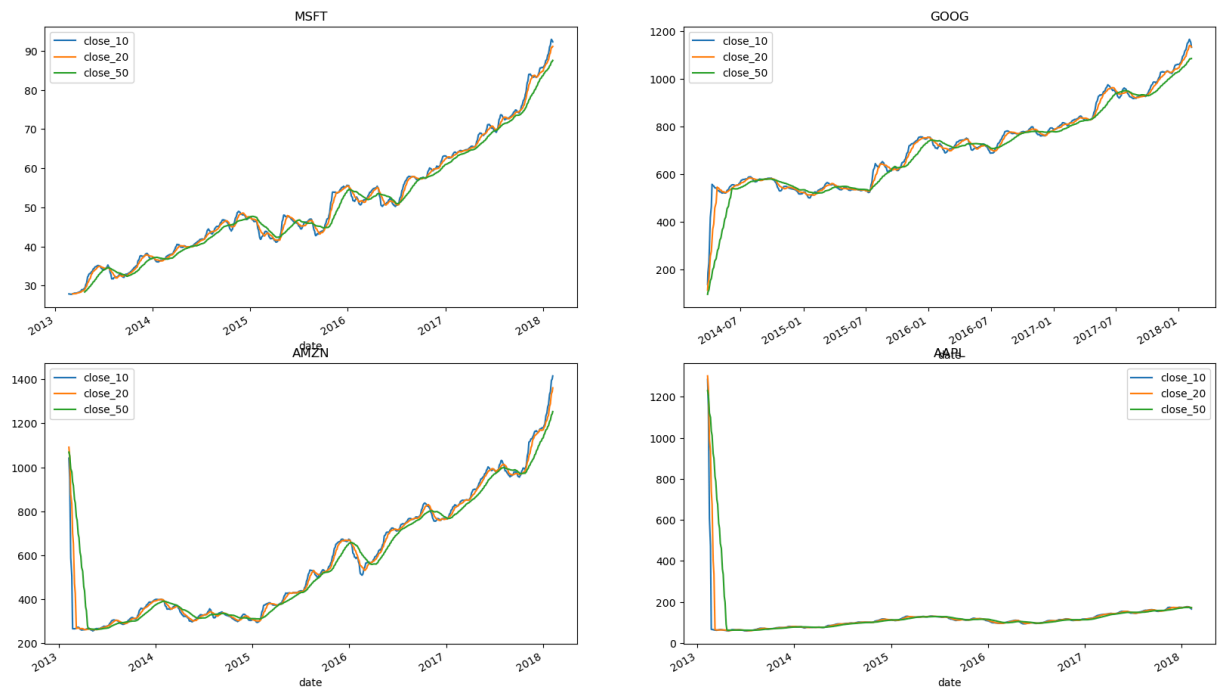 MSFT
close_10
close_20
close_50
90
80
70
60
50
40
30
2013
2014
2015
2016
2017
2018
date
GOOG
close_10
close_20
close_50
1200
1000
800
600
400
200
2014-07
2015-01
2015-07
2016-01
2016-07
2017-01
2017-07
2018-01
date
AMZN
close_10
close_20
close_50
1400
1200
1000
800
600
400
200
2013
2014
2015
2016
2017
2018
date
AAPL
close_10
close_20
close_50
1200
1000
800
600
400
200
0
2013
2014
2015
2016
2017
2018
date